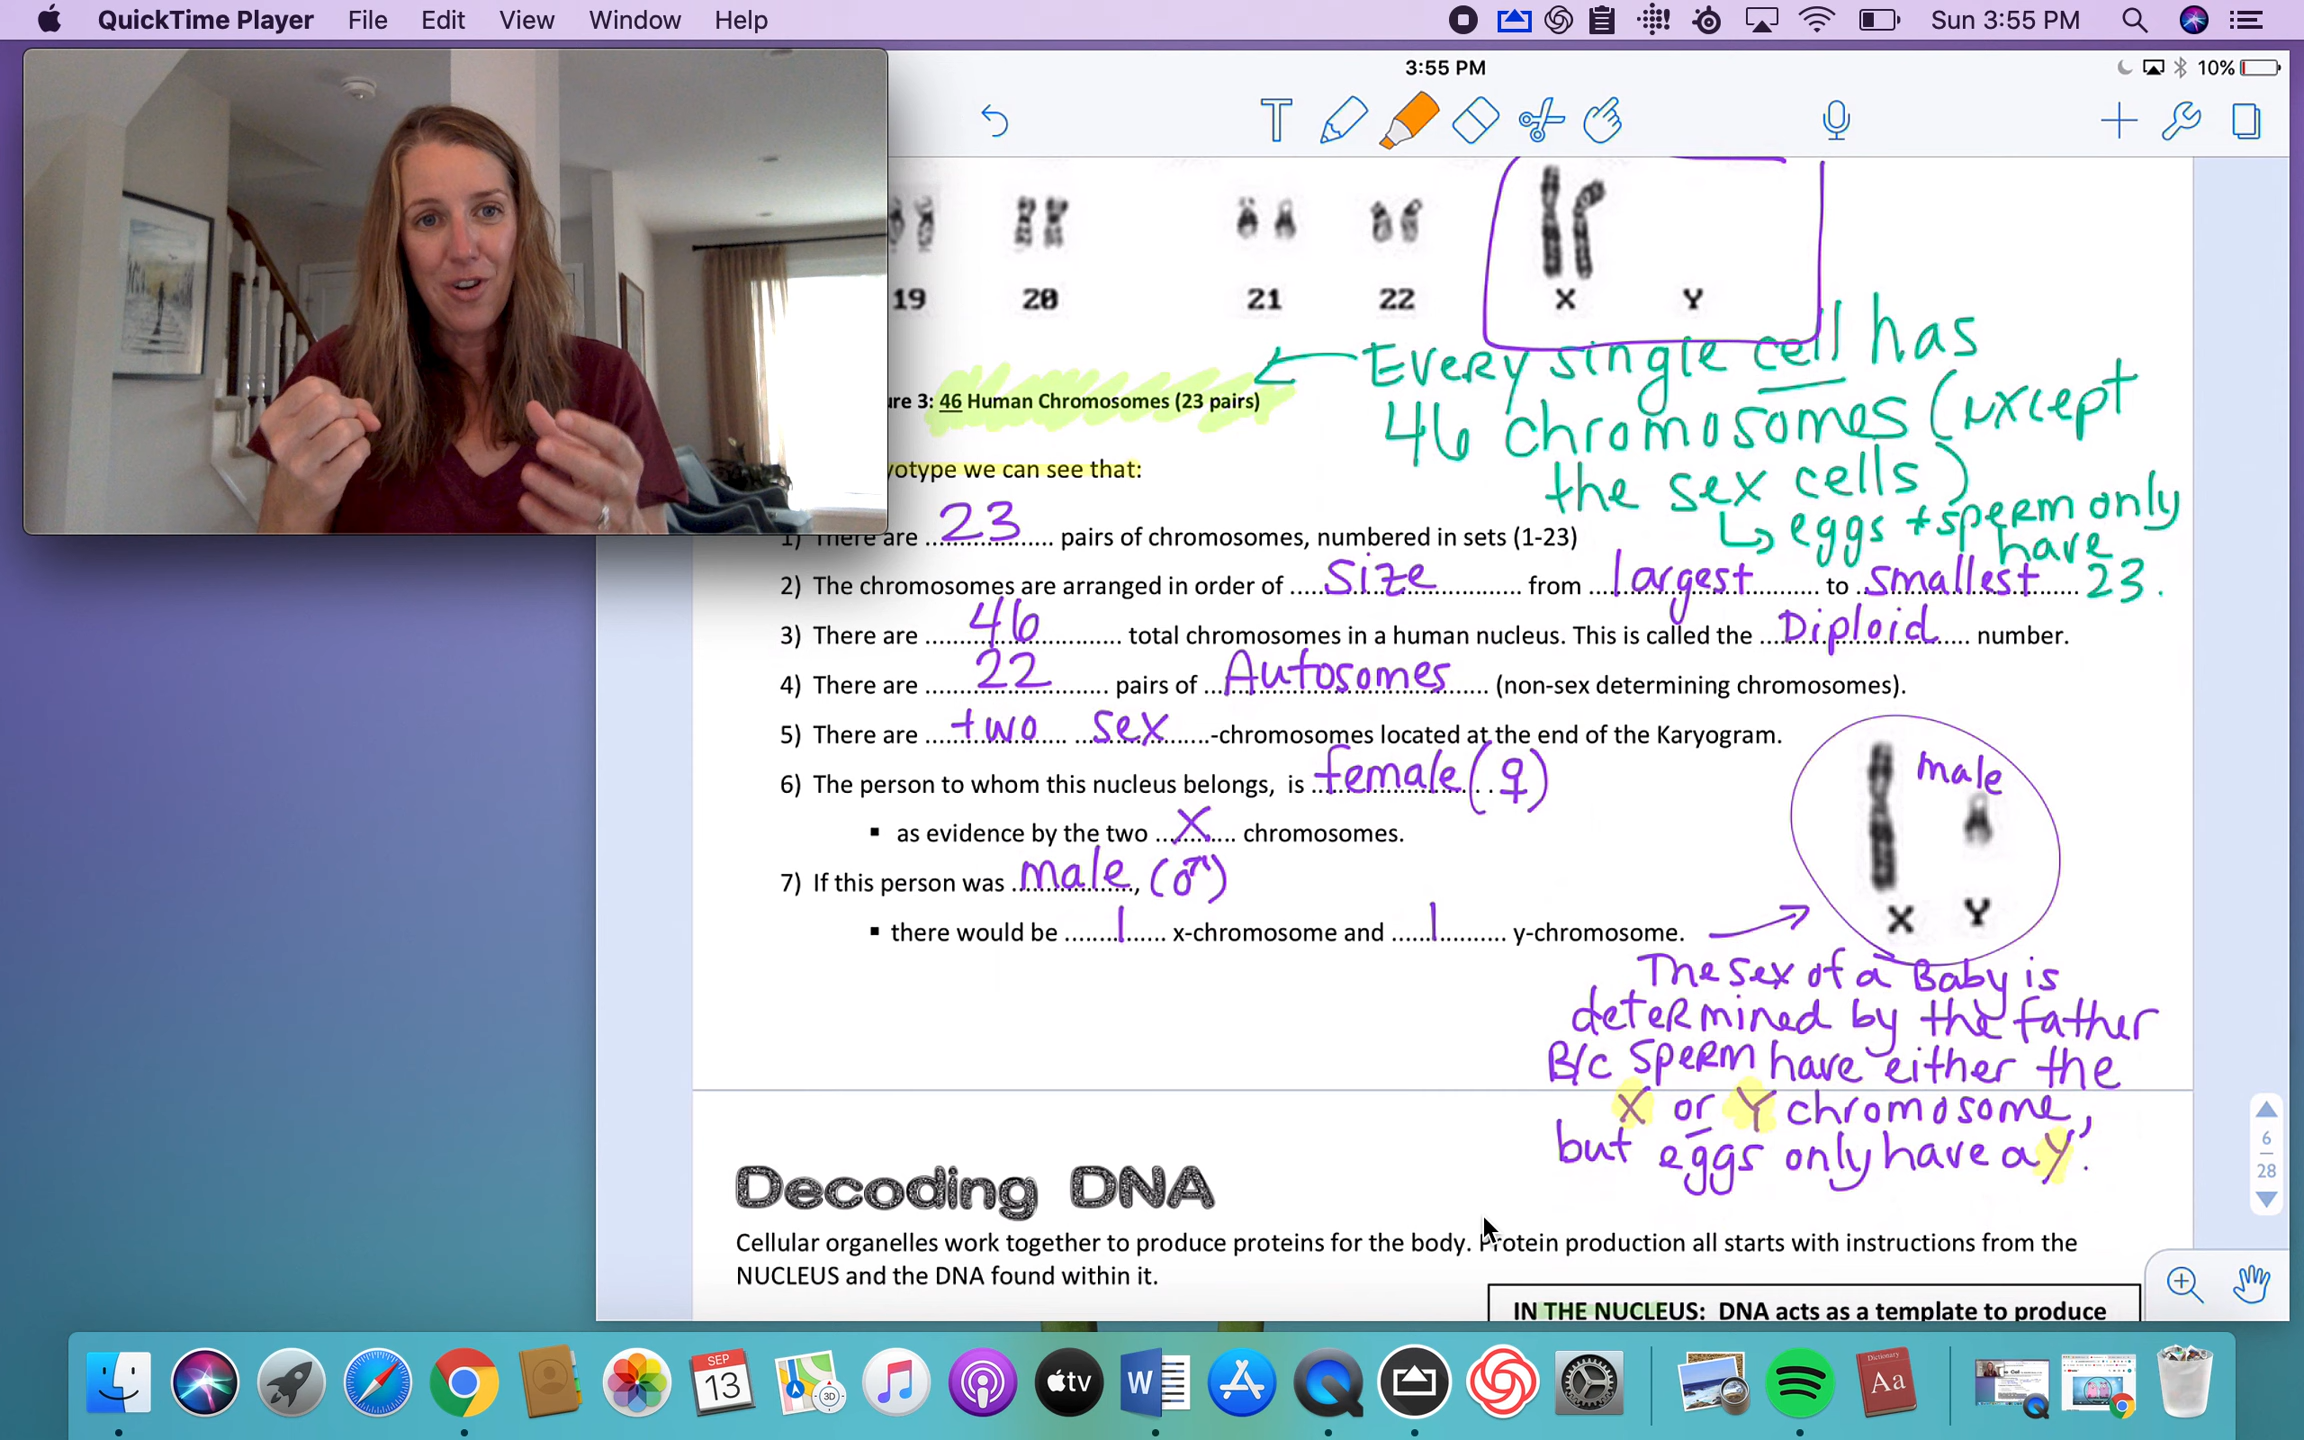 QuickTime Player File Edit View Window Help Sun 3:55 PM
3:55 PM 10%
T
19 20 21 22 X Y
Every single cell has
ure 3: 46 Human Chromosomes (23 pairs)
46 chromosomes (except
the sex cells)
yotype we can see that:
eggs + sperm only
have
23.
1) There are 23 pairs of chromosomes, numbered in sets (1-23)
2) The chromosomes are arranged in order of size from largest to smallest
3) There are 46 total chromosomes in a human nucleus. This is called the Diploid number.
4) There are 22 pairs of Autosomes (non-sex determining chromosomes).
5) There are two sex-chromosomes located at the end of the Karyogram.
6) The person to whom this nucleus belongs, is female (♀)
▪ as evidence by the two X chromosomes.
7) If this person was male, (♂)
▪ there would be 1 x-chromosome and 1 y-chromosome.
male
X Y
The sex of a Baby is
determined by the father
B/c sperm have either the
X or Y chromosome,
but eggs only have a Y.
6
28
Decoding DNA
Cellular organelles work together to produce proteins for the body. Protein production all starts with instructions from the
NUCLEUS and the DNA found within it.
IN THE NUCLEUS: DNA acts as a template to produce
SEP
13
3D
tv
W
Dictionary
Aa